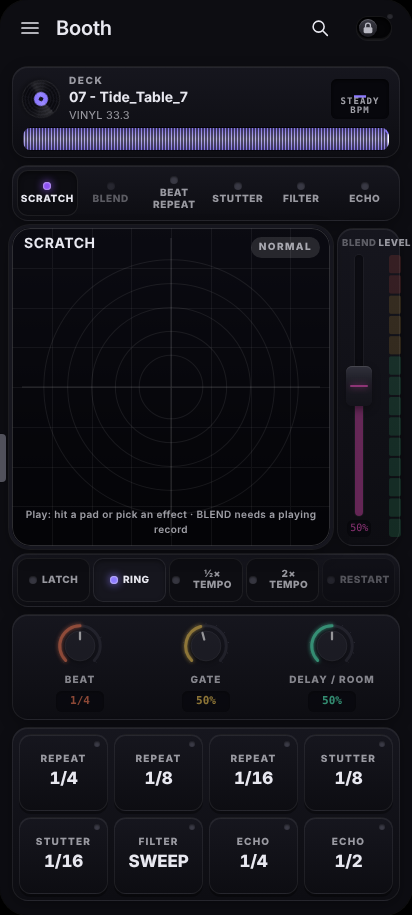 Booth
DECK
07 - Tide_Table_7
VINYL 33.3
STEADY
BPM
SCRATCH
BLEND
BEAT
REPEAT
STUTTER
FILTER
ECHO
SCRATCH
NORMAL
BLEND
LEVEL
Play: hit a pad or pick an effect · BLEND needs a playing
record
50%
LATCH
RING
½×
TEMPO
2×
TEMPO
RESTART
BEAT
GATE
DELAY / ROOM
1/4
50%
50%
REPEAT
1/4
REPEAT
1/8
REPEAT
1/16
STUTTER
1/8
STUTTER
1/16
FILTER
SWEEP
ECHO
1/4
ECHO
1/2